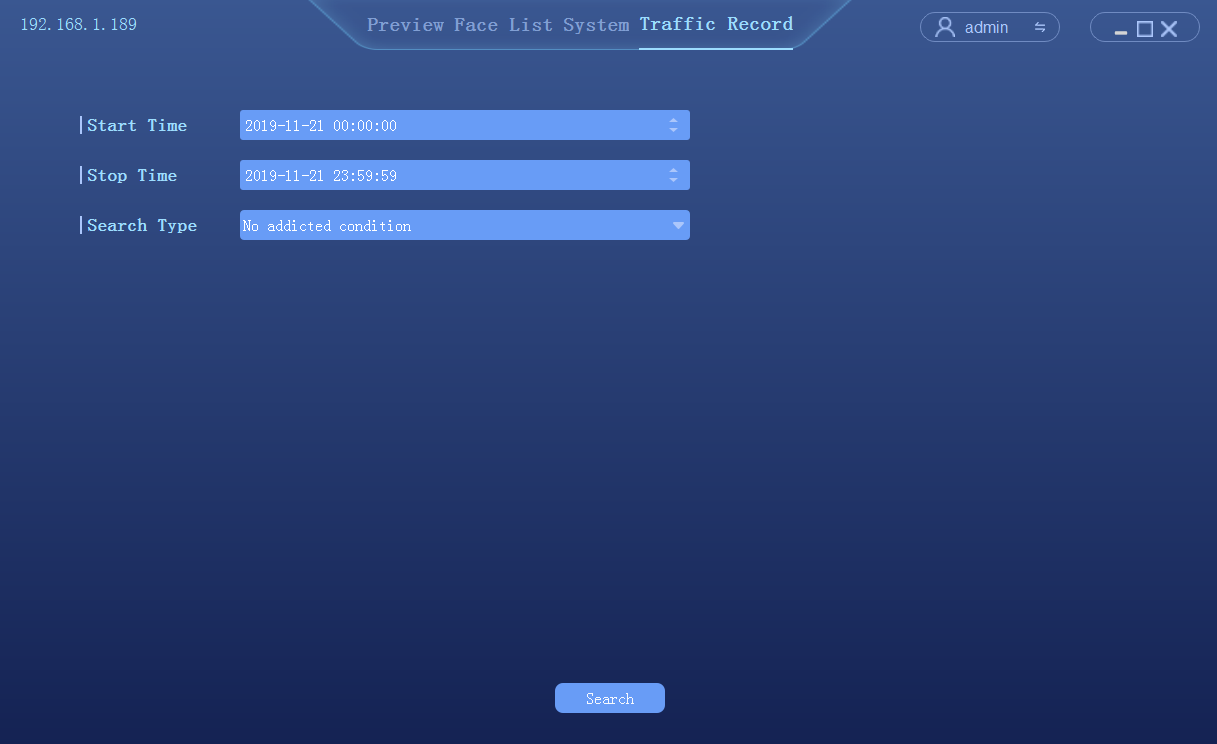 192.168.1.189
Preview Face List System Traffic Record
admin
Start Time
2019-11-21 00:00:00
Stop Time
2019-11-21 23:59:59
Search Type
No addicted condition
Search